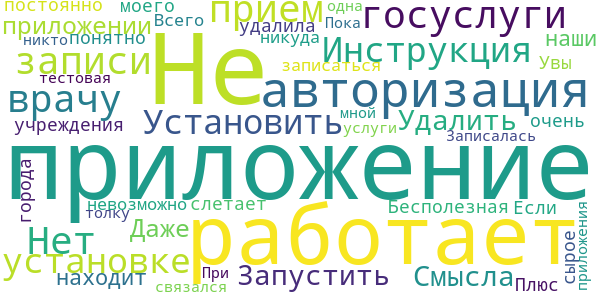 постоянно моего
приложении Всего
прием
одна
Пока
госуслуги
никто понятно
удалила
никуда
Инструкция
наши
записи
Не
записаться
Увы
тестовая
врачу
авторизация
учреждения
Установить
мной
услуги
Удалить
очень
Записалась
приложение
города
невозможно
слетает
толку
Бесполезная
Если
Даже
работает
приложения
сырое
Нет
установке
находит
При
Запустить
связался
Смысла
Плюс